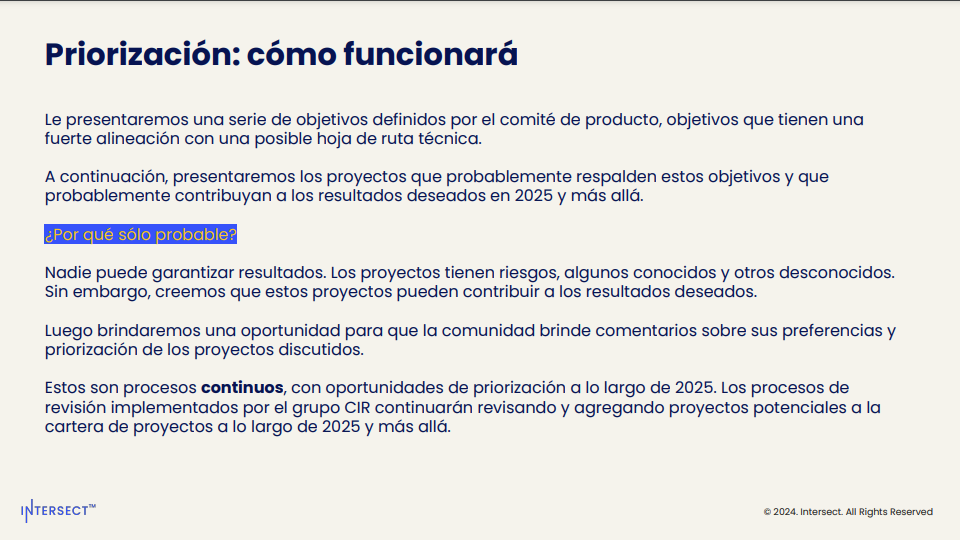 Priorización: cómo funcionará
Le presentaremos una serie de objetivos definidos por el comité de producto, objetivos que tienen una
fuerte alineación con una posible hoja de ruta técnica.
A continuación, presentaremos los proyectos que probablemente respalden estos objetivos y que
probablemente contribuyan a los resultados deseados en 2025 y más allá.
¿Por qué sólo probable?
Nadie puede garantizar resultados. Los proyectos tienen riesgos, algunos conocidos y otros desconocidos.
Sin embargo, creemos que estos proyectos pueden contribuir a los resultados deseados.
Luego brindaremos una oportunidad para que la comunidad brinde comentarios sobre sus preferencias y
priorización de los proyectos discutidos.
Estos son procesos continuos, con oportunidades de priorización a lo largo de 2025. Los procesos de
revisión implementados por el grupo CIR continuarán revisando y agregando proyectos potenciales a la
cartera de proyectos a lo largo de 2025 y más allá.
INTERSECT™
© 2024. Intersect. All Rights Reserved